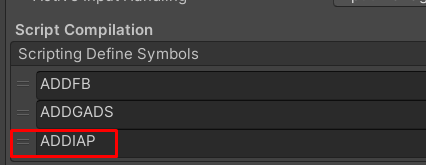 Script Compilation
Scripting Define Symbols
ADDFB
ADDGADS
ADDIAP